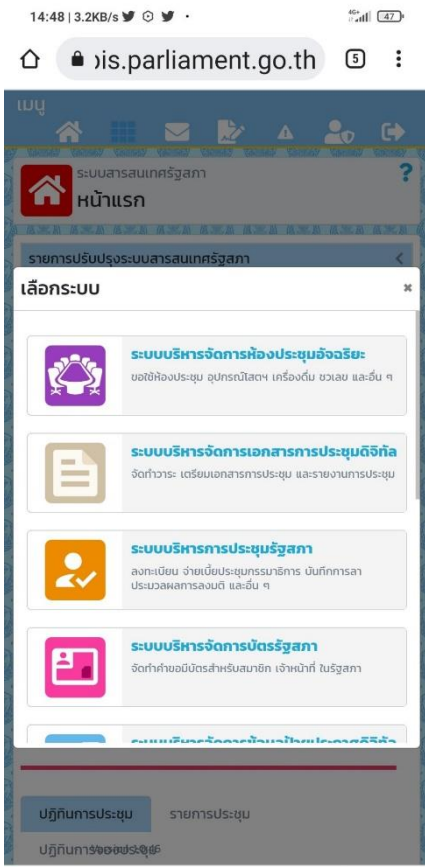 14:48 | 3.2KB/s
4G+
47
ois.parliament.go.th
5
เมนู
ระบบสารสนเทศรัฐสภา
?
หน้าแรก
รายการปรับปรุงระบบสารสนเทศรัฐสภา
เลือกระบบ
ระบบบริหารจัดการห้องประชุมอัจฉริยะ
ขอใช้ห้องประชุม อุปกรณ์โสตฯ เครื่องดื่ม ชวเลข และอื่น ๆ
ระบบบริหารจัดการเอกสารการประชุมดิจิทัล
จัดทำวาระ เตรียมเอกสารการประชุม และรายงานการประชุม
ระบบบริหารการประชุมรัฐสภา
ลงทะเบียน จ่ายเบี้ยประชุมกรรมาธิการ บันทึกการลา
ประมวลผลการลงมติ และอื่น ๆ
ระบบบริหารจัดการบัตรรัฐสภา
จัดทำคำขอมีบัตรสำหรับสมาชิก เจ้าหน้าที่ ในรัฐสภา
ปฏิทินการประชุม
รายการประชุม